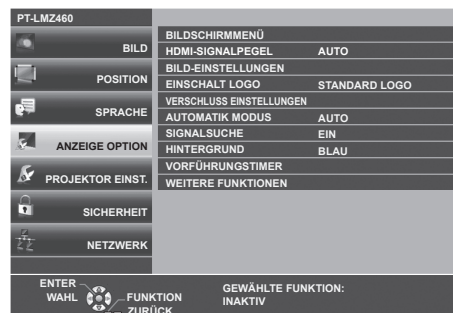 PT-LMZ460
BILD
POSITION
SPRACHE
ANZEIGE OPTION
PROJEKTOR EINST.
SICHERHEIT
NETZWERK
BILDSCHIRMMENÜ
HDMI-SIGNALPEGEL AUTO
BILD-EINSTELLUNGEN
EINSCHALT LOGO STANDARD LOGO
VERSCHLUSS EINSTELLUNGEN
AUTOMATIK MODUS AUTO
SIGNALSUCHE EIN
HINTERGRUND BLAU
VORFÜHRUNGSTIMER
WEITERE FUNKTIONEN
ENTER
WAHL
FUNKTION
ZURÜCK
GEWÄHLTE FUNKTION:
INAKTIV